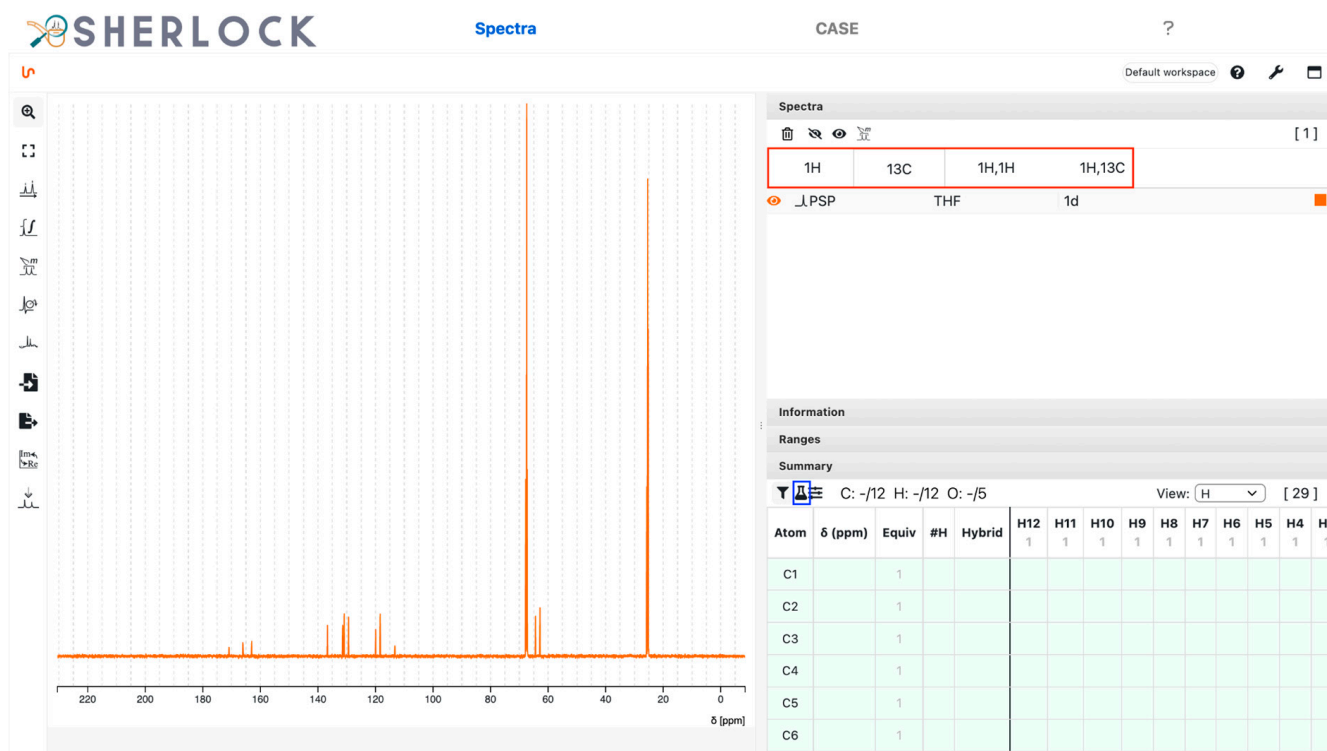 SHERLOCK
Spectra CASE ?
Default workspace
Spectra
[ 1 ]
1H 13C 1H,1H 1H,13C
PSP THF 1d
Information
Ranges
Summary
C: -/12 H: -/12 O: -/5 View: H [ 29 ]
Atom δ (ppm) Equiv #H Hybrid H12 H11 H10 H9 H8 H7 H6 H5 H4 H
1 1 1 1 1 1 1 1 1 1
C1 1
C2 1
C3 1
C4 1
C5 1
C6 1
220 200 180 160 140 120 100 80 60 40 20 0
δ [ppm]